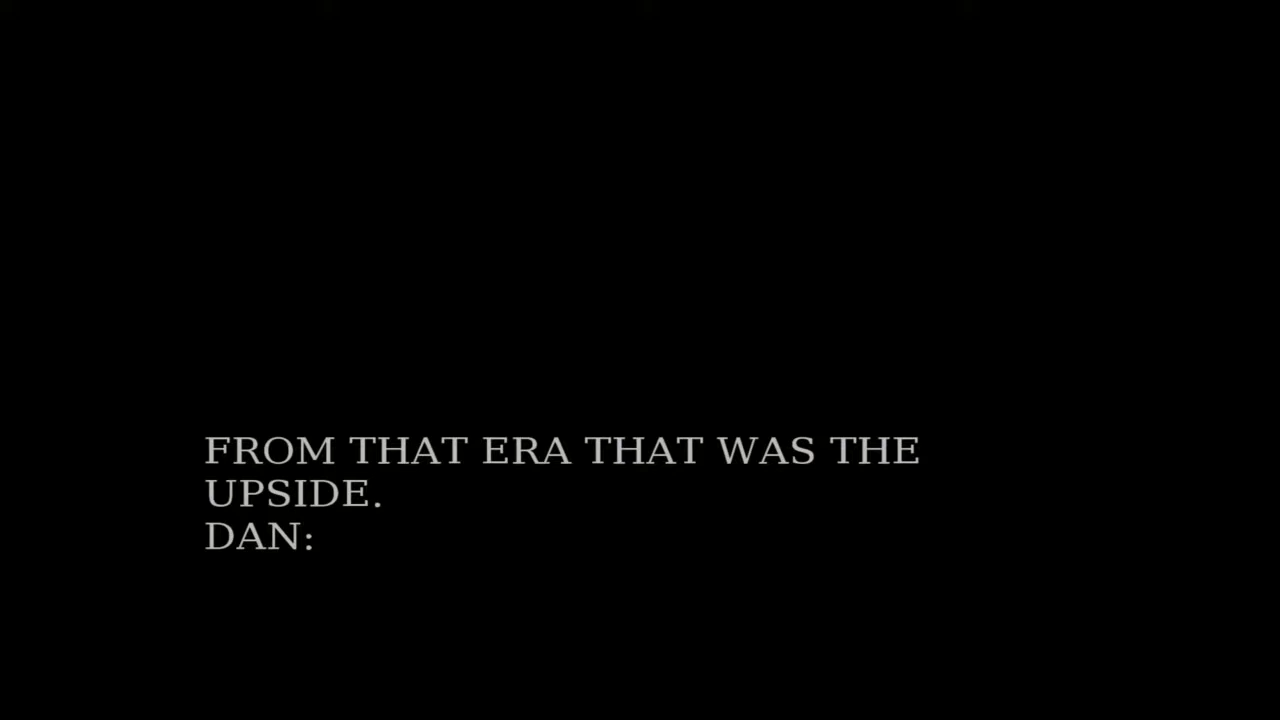 FROM THAT ERA THAT WAS THE
UPSIDE.
DAN: